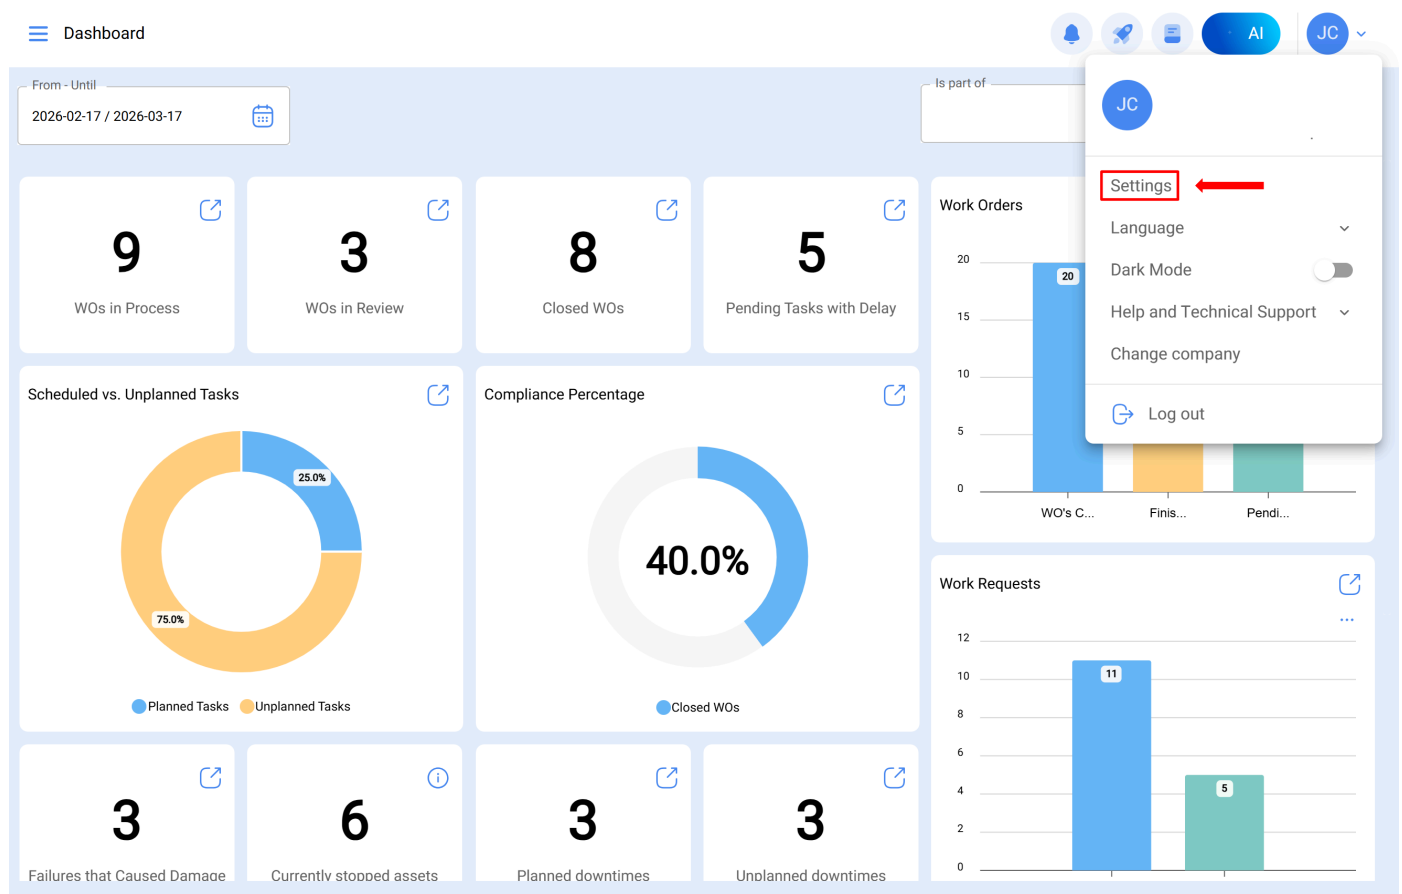 Dashboard
AI
JC
From - Until
2026-02-17 / 2026-03-17
Is part of
JC
Settings
Language
Dark Mode
Help and Technical Support
Change company
Log out
9
WOs in Process
3
WOs in Review
8
Closed WOs
5
Pending Tasks with Delay
Work Orders
20
15
10
5
0
20
WO's C...
Finis...
Pendi...
Scheduled vs. Unplanned Tasks
25.0%
75.0%
Planned Tasks
Unplanned Tasks
Compliance Percentage
40.0%
Closed WOs
Work Requests
12
10
8
6
4
2
0
11
5
3
Failures that Caused Damage
6
Currently stopped assets
3
Planned downtimes
3
Unplanned downtimes